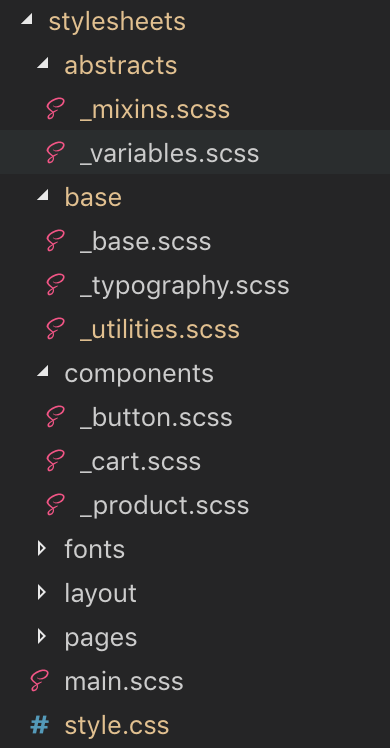 stylesheets
abstracts
_mixins.scss
_variables.scss
base
_base.scss
_typography.scss
_utilities.scss
components
_button.scss
_cart.scss
_product.scss
fonts
layout
pages
main.scss
# style.css